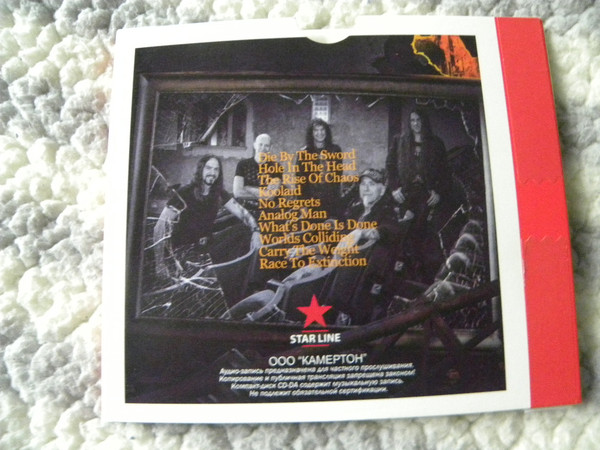 Die By The Sword
Hole In The Head
The Rise Of Chaos
Koolaid
No Regrets
Analog Man
What's Done Is Done
Worlds Colliding
Carry The Weight
Race To Extinction
STAR LINE
ООО "КАМЕРТОН"
Аудио-запись предназначена для частного прослушивания.
Копирование и публичная трансляция запрещена законом!
Компакт-диск CD-DA содержит музыкальную запись.
Не подлежит обязательной сертификации.